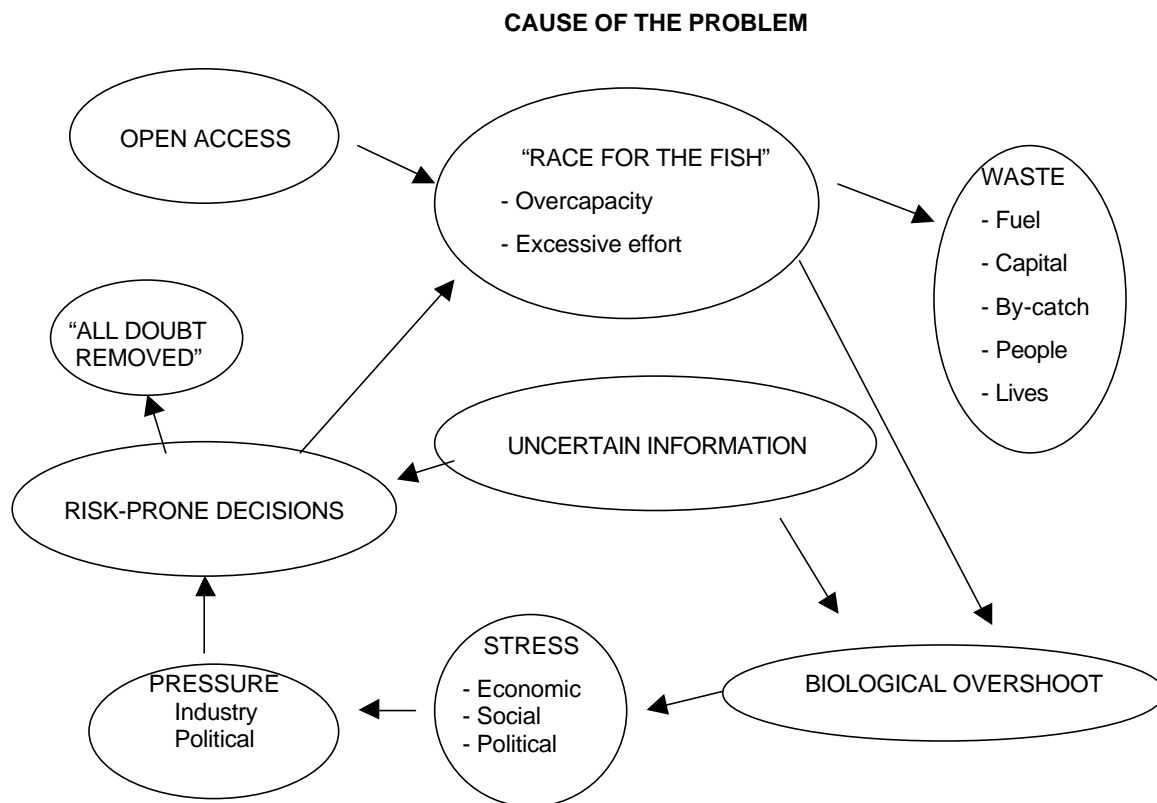 CAUSE OF THE PROBLEM
OPEN ACCESS
“RACE FOR THE FISH”
- Overcapacity
- Excessive effort
WASTE
- Fuel
- Capital
- By-catch
- People
- Lives
“ALL DOUBT
REMOVED”
UNCERTAIN INFORMATION
RISK-PRONE DECISIONS
STRESS
- Economic
- Social
- Political
PRESSURE
Industry
Political
BIOLOGICAL OVERSHOOT